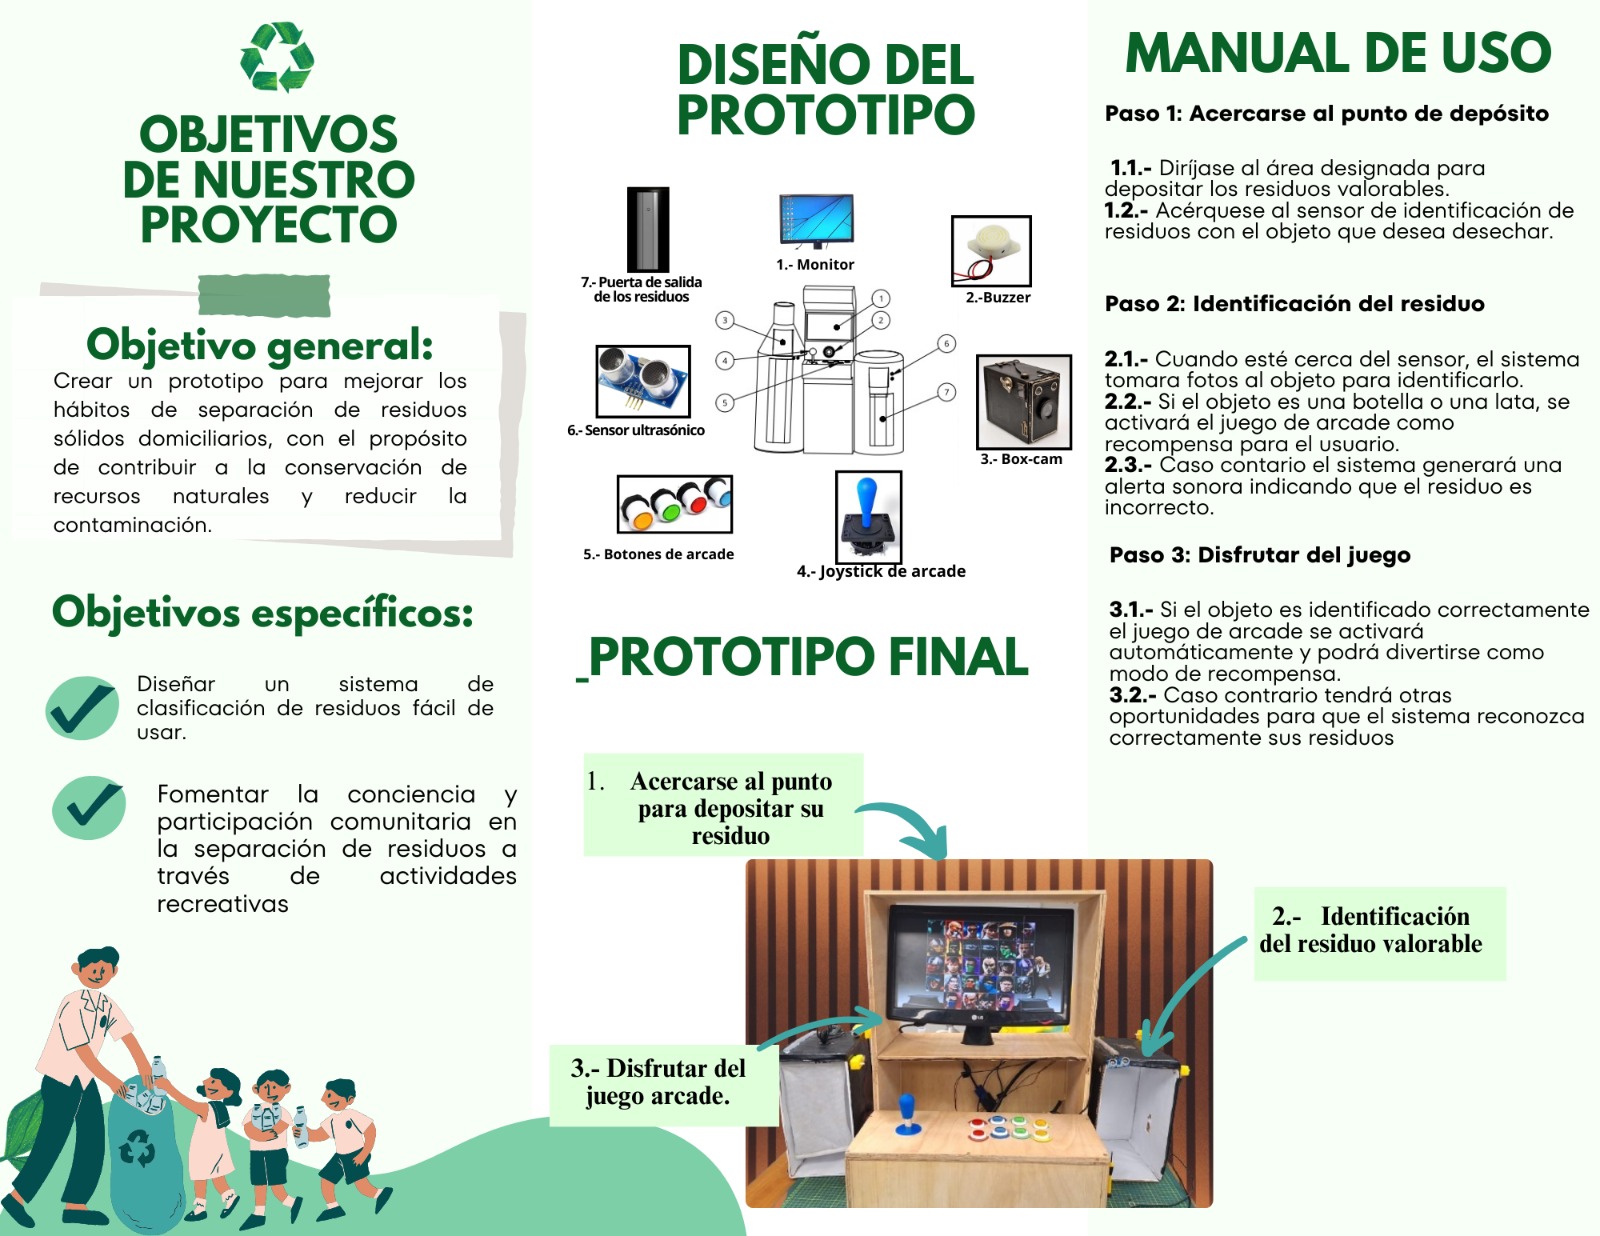 OBJETIVOS
DE NUESTRO
PROYECTO
Objetivo general:
Crear un prototipo para mejorar los
hábitos de separación de residuos
sólidos domiciliarios, con el propósito
de contribuir a la conservación de
recursos naturales y reducir la
contaminación.
Objetivos específicos:
Diseñar un sistema de
clasificación de residuos fácil de
usar.
Fomentar la conciencia y
participación comunitaria en
la separación de residuos a
través de actividades
recreativas
DISEÑO DEL
PROTOTIPO
7.- Puerta de salida
de los residuos
1.- Monitor
2.-Buzzer
6.- Sensor ultrasónico
3.- Box-cam
5.- Botones de arcade
4.- Joystick de arcade
1
2
3
4
5
6
7
_PROTOTIPO FINAL
1. Acercarse al punto
para depositar su
residuo
2.- Identificación
del residuo valorable
3.- Disfrutar del
juego arcade.
LG
MANUAL DE USO
Paso 1: Acercarse al punto de depósito
1.1.- Diríjase al área designada para
depositar los residuos valorables.
1.2.- Acérquese al sensor de identificación de
residuos con el objeto que desea desechar.
Paso 2: Identificación del residuo
2.1.- Cuando esté cerca del sensor, el sistema
tomara fotos al objeto para identificarlo.
2.2.- Si el objeto es una botella o una lata, se
activará el juego de arcade como
recompensa para el usuario.
2.3.- Caso contario el sistema generará una
alerta sonora indicando que el residuo es
incorrecto.
Paso 3: Disfrutar del juego
3.1.- Si el objeto es identificado correctamente
el juego de arcade se activará
automáticamente y podrá divertirse como
modo de recompensa.
3.2.- Caso contrario tendrá otras
oportunidades para que el sistema reconozca
correctamente sus residuos